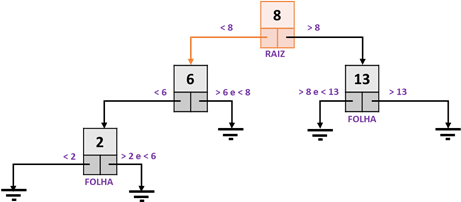 8
< 8
> 8
RAIZ
6
13
< 6
> 6 e < 8
> 8 e < 13
> 13
FOLHA
2
< 2
> 2 e < 6
FOLHA